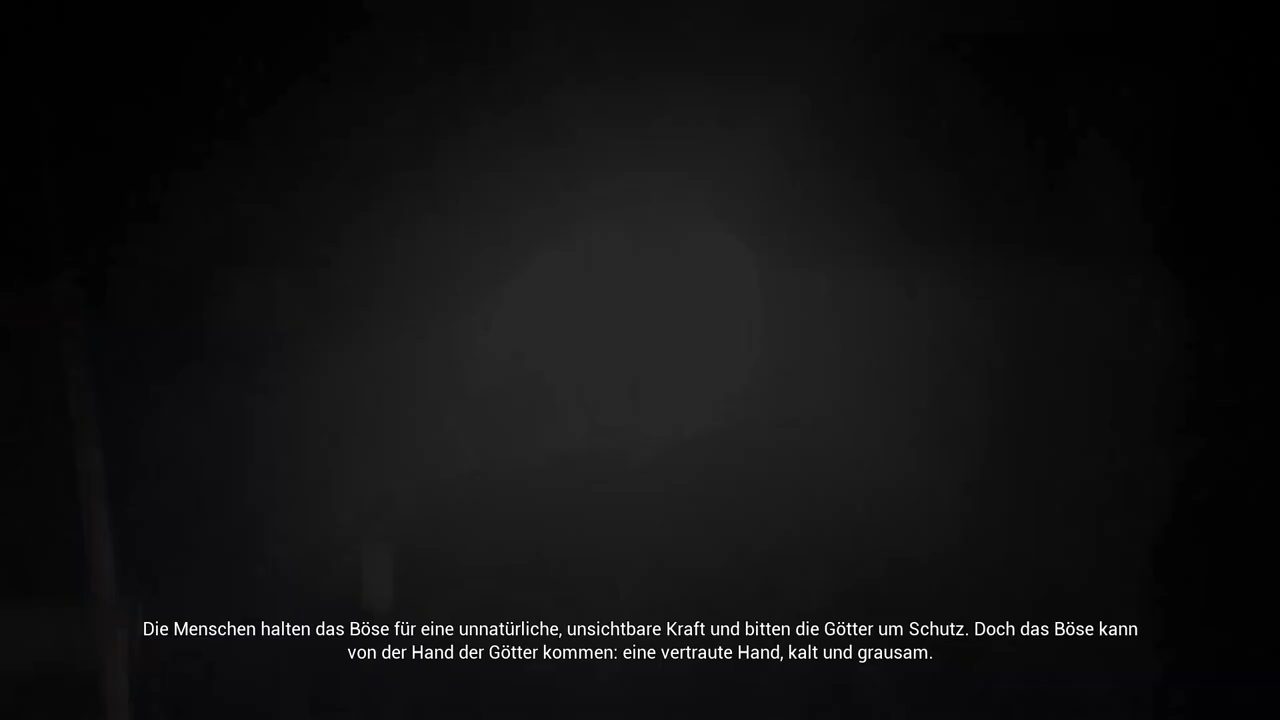 Die Menschen halten das Böse für eine unnatürliche, unsichtbare Kraft und bitten die Götter um Schutz. Doch das Böse kann
von der Hand der Götter kommen: eine vertraute Hand, kalt und grausam.